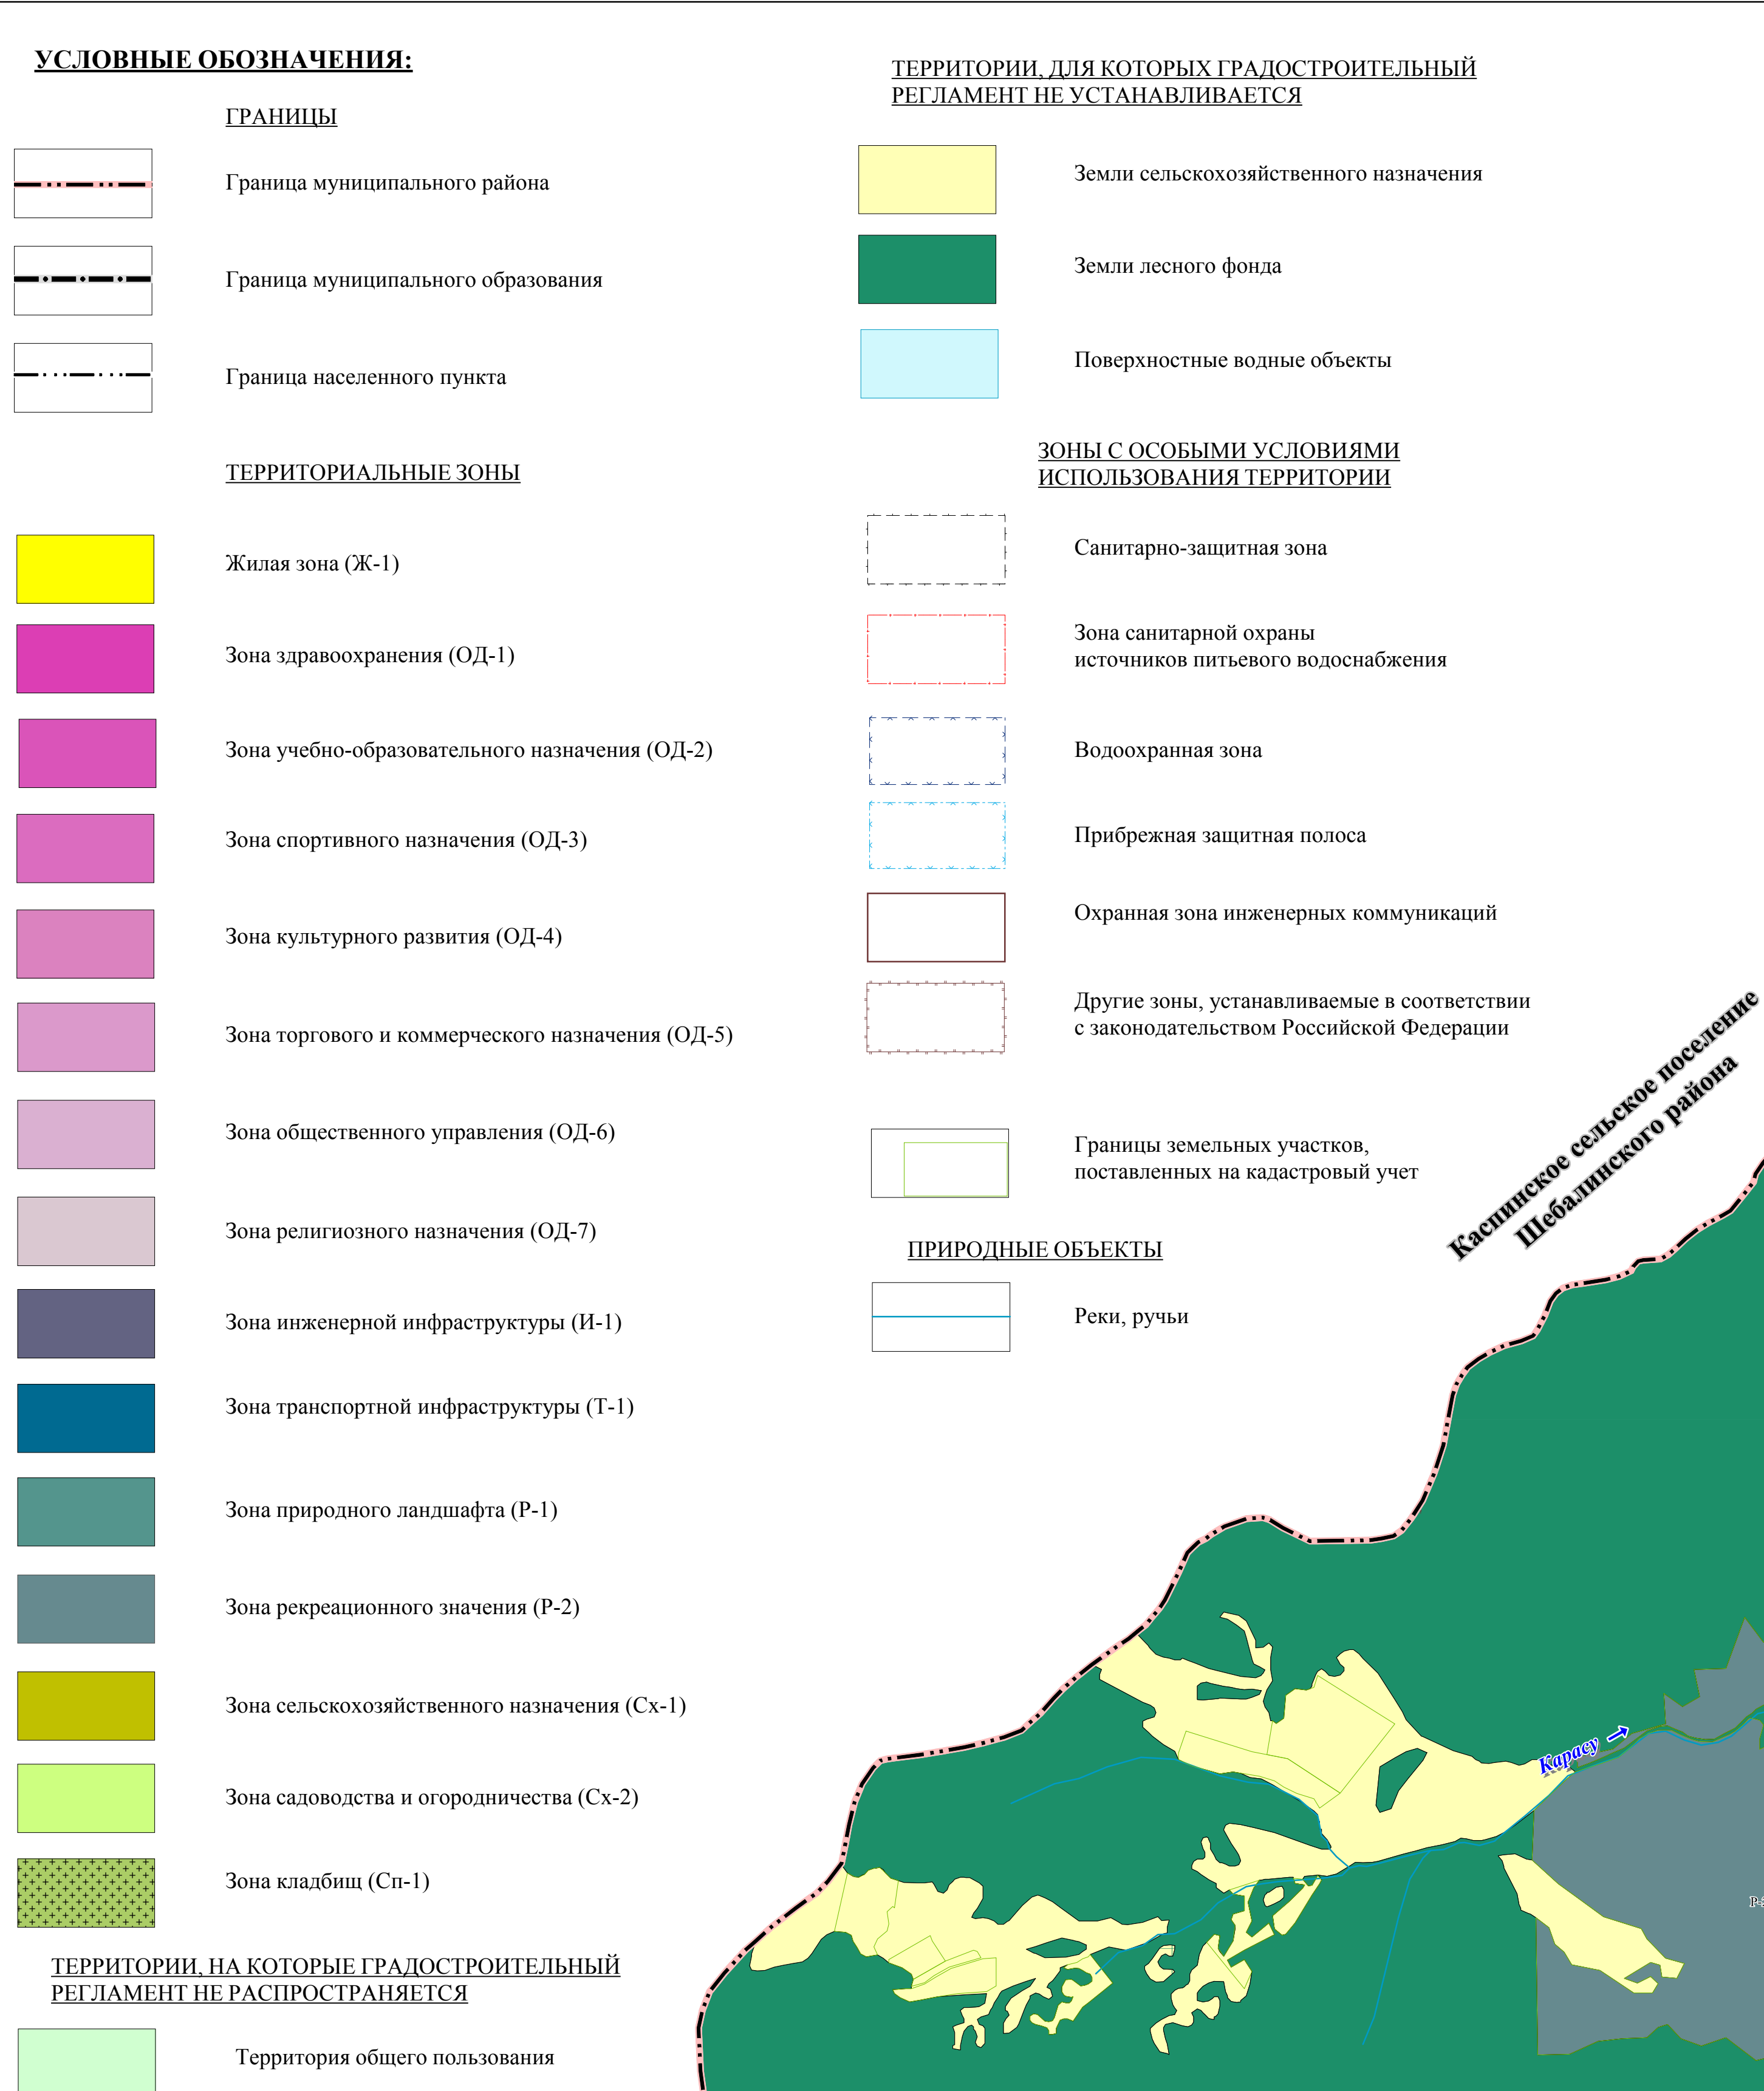 УСЛОВНЫЕ ОБОЗНАЧЕНИЯ:
ГРАНИЦЫ
Граница муниципального района
Граница муниципального образования
Граница населенного пункта
ТЕРРИТОРИАЛЬНЫЕ ЗОНЫ
Жилая зона (Ж-1)
Зона здравоохранения (ОД-1)
Зона учебно-образовательного назначения (ОД-2)
Зона спортивного назначения (ОД-3)
Зона культурного развития (ОД-4)
Зона торгового и коммерческого назначения (ОД-5)
Зона общественного управления (ОД-6)
Зона религиозного назначения (ОД-7)
Зона инженерной инфраструктуры (И-1)
Зона транспортной инфраструктуры (Т-1)
Зона природного ландшафта (Р-1)
Зона рекреационного значения (Р-2)
Зона сельскохозяйственного назначения (Сх-1)
Зона садоводства и огородничества (Сх-2)
Зона кладбищ (Сп-1)
ТЕРРИТОРИИ, НА КОТОРЫЕ ГРАДОСТРОИТЕЛЬНЫЙ
РЕГЛАМЕНТ НЕ РАСПРОСТРАНЯЕТСЯ
Территория общего пользования
ТЕРРИТОРИИ, ДЛЯ КОТОРЫХ ГРАДОСТРОИТЕЛЬНЫЙ
РЕГЛАМЕНТ НЕ УСТАНАВЛИВАЕТСЯ
Земли сельскохозяйственного назначения
Земли лесного фонда
Поверхностные водные объекты
ЗОНЫ С ОСОБЫМИ УСЛОВИЯМИ
ИСПОЛЬЗОВАНИЯ ТЕРРИТОРИИ
Санитарно-защитная зона
Зона санитарной охраны
источников питьевого водоснабжения
Водоохранная зона
Прибрежная защитная полоса
Охранная зона инженерных коммуникаций
Другие зоны, устанавливаемые в соответствии
с законодательством Российской Федерации
Границы земельных участков,
поставленных на кадастровый учет
ПРИРОДНЫЕ ОБЪЕКТЫ
Реки, ручьи
Каспинское сельское поселение
Шебалинского района
Карасу